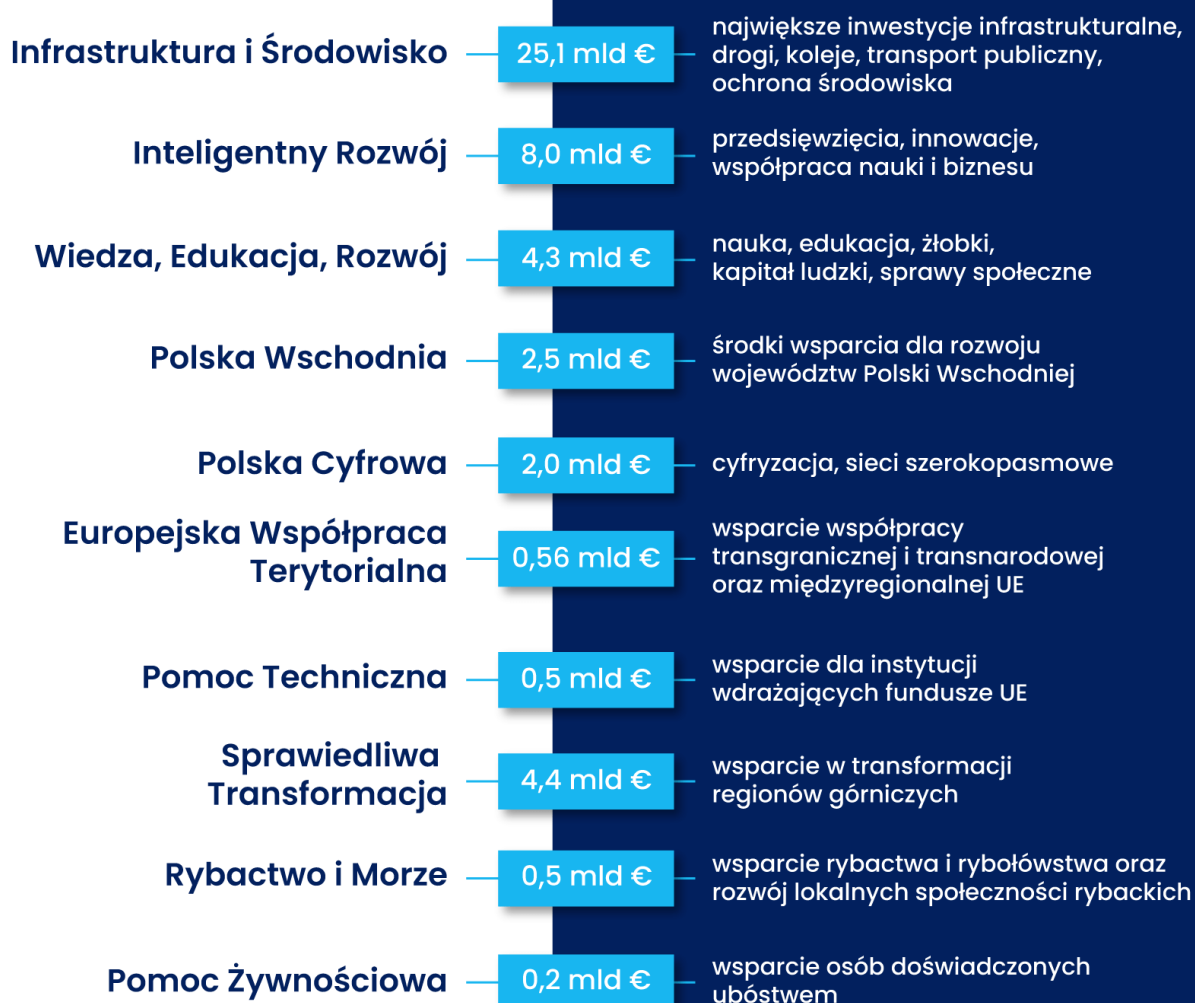 Infrastruktura i Środowisko
25,1 mld €
największe inwestycje infrastrukturalne,
drogi, koleje, transport publiczny,
ochrona środowiska
Inteligentny Rozwój
8,0 mld €
przedsięwzięcia, innowacje,
współpraca nauki i biznesu
Wiedza, Edukacja, Rozwój
4,3 mld €
nauka, edukacja, żłobki,
kapitał ludzki, sprawy społeczne
Polska Wschodnia
2,5 mld €
środki wsparcia dla rozwoju
województw Polski Wschodniej
Polska Cyfrowa
2,0 mld €
cyfryzacja, sieci szerokopasmowe
Europejska Współpraca
Terytorialna
0,56 mld €
wsparcie współpracy
transgranicznej i transnarodowej
oraz międzyregionalnej UE
Pomoc Techniczna
0,5 mld €
wsparcie dla instytucji
wdrażających fundusze UE
Sprawiedliwa
Transformacja
4,4 mld €
wsparcie w transformacji
regionów górniczych
Rybactwo i Morze
0,5 mld €
wsparcie rybactwa i rybołówstwa oraz
rozwój lokalnych społeczności rybackich
Pomoc Żywnościowa
0,2 mld €
wsparcie osób doświadczonych
ubóstwem